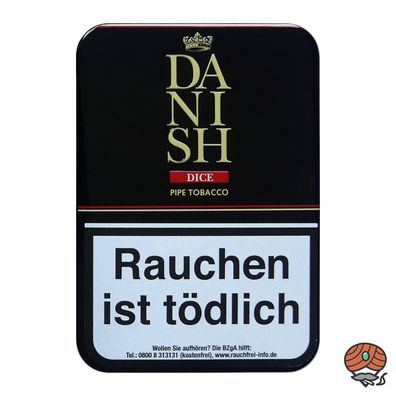 DA
NI
SH
DICE
PIPE TOBACCO
Rauchen
ist tödlich
Wollen Sie aufhören? Die BZgA hilft:
Tel.: 0800 8 313131 (kostenfrei), www.rauchfrei-info.de